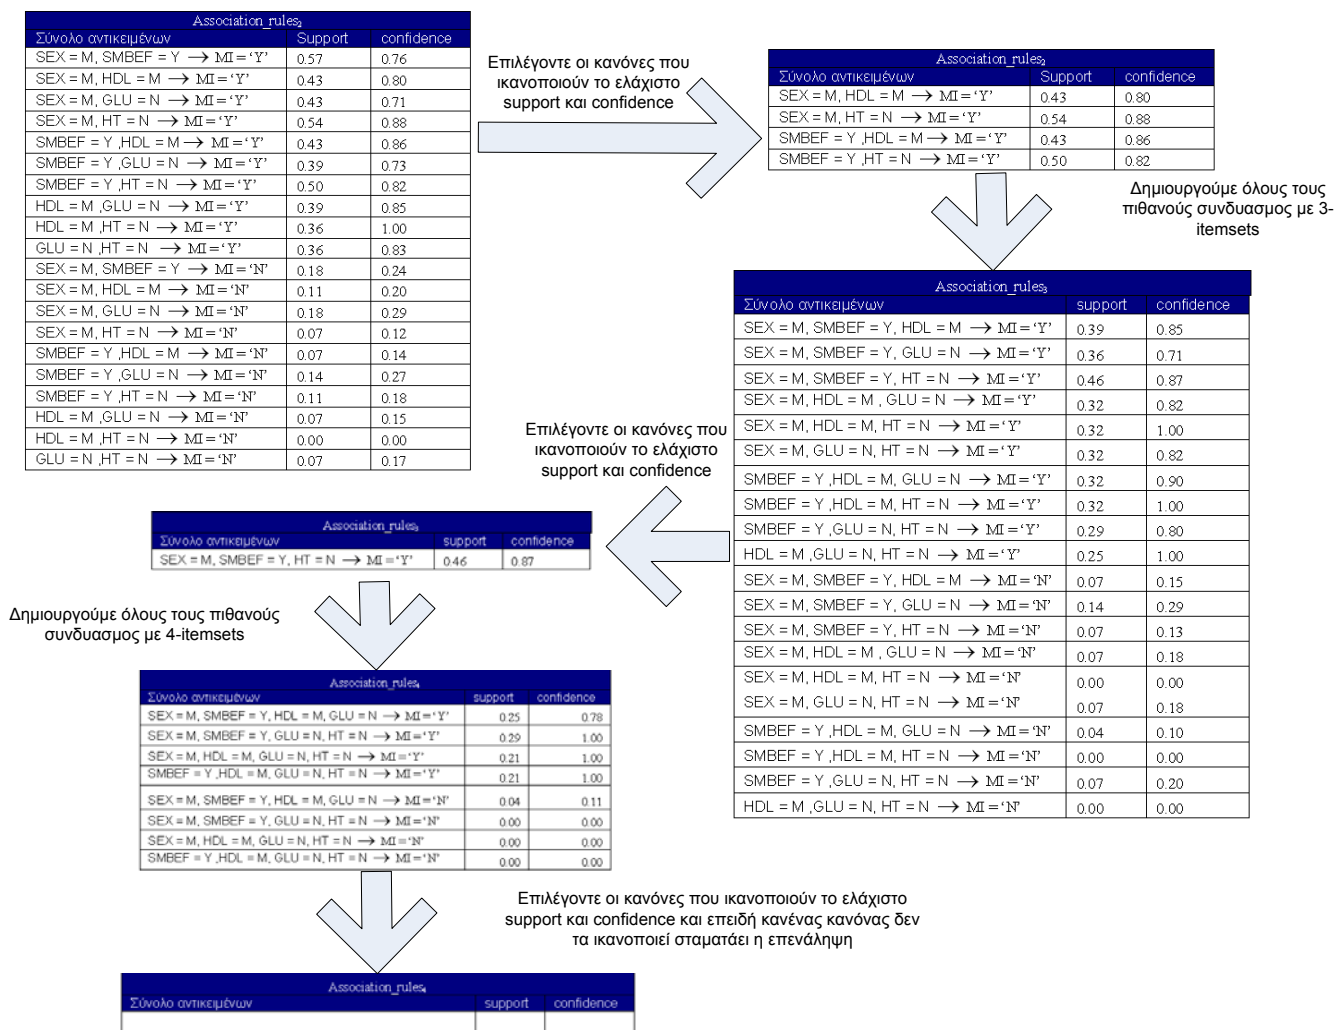 Association_rules₂
Σύνολο αντικειμένων Support confidence
SEX = M, SMBEF = Y → MI = ‘Y’ 0.57 0.76
SEX = M, HDL = M → MI = ‘Y’ 0.43 0.80
SEX = M, GLU = N → MI = ‘Y’ 0.43 0.71
SEX = M, HT = N → MI = ‘Y’ 0.54 0.88
SMBEF = Y ,HDL = M → MI = ‘Y’ 0.43 0.86
SMBEF = Y ,GLU = N → MI = ‘Y’ 0.39 0.73
SMBEF = Y ,HT = N → MI = ‘Y’ 0.50 0.82
HDL = M ,GLU = N → MI = ‘Y’ 0.39 0.85
HDL = M ,HT = N → MI = ‘Y’ 0.36 1.00
GLU = N ,HT = N → MI = ‘Y’ 0.36 0.83
SEX = M, SMBEF = Y → MI = ‘N’ 0.18 0.24
SEX = M, HDL = M → MI = ‘N’ 0.11 0.20
SEX = M, GLU = N → MI = ‘N’ 0.18 0.29
SEX = M, HT = N → MI = ‘N’ 0.07 0.12
SMBEF = Y ,HDL = M → MI = ‘N’ 0.07 0.14
SMBEF = Y ,GLU = N → MI = ‘N’ 0.14 0.27
SMBEF = Y ,HT = N → MI = ‘N’ 0.11 0.18
HDL = M ,GLU = N → MI = ‘N’ 0.07 0.15
HDL = M ,HT = N → MI = ‘N’ 0.00 0.00
GLU = N ,HT = N → MI = ‘N’ 0.07 0.17
Επιλέγοντε οι κανόνες που
ικανοποιούν το ελάχιστο
support και confidence
Association_rules₂
Σύνολο αντικειμένων Support confidence
SEX = M, HDL = M → MI = ‘Y’ 0.43 0.80
SEX = M, HT = N → MI = ‘Y’ 0.54 0.88
SMBEF = Y ,HDL = M → MI = ‘Y’ 0.43 0.86
SMBEF = Y ,HT = N → MI = ‘Y’ 0.50 0.82
Δημιουργούμε όλους τους
πιθανούς συνδυασμος με 3-
itemsets
Association_rules₃
Σύνολο αντικειμένων support confidence
SEX = M, SMBEF = Y, HDL = M → MI = ‘Y’ 0.39 0.85
SEX = M, SMBEF = Y, GLU = N → MI = ‘Y’ 0.36 0.71
SEX = M, SMBEF = Y, HT = N → MI = ‘Y’ 0.46 0.87
SEX = M, HDL = M , GLU = N → MI = ‘Y’ 0.32 0.82
SEX = M, HDL = M, HT = N → MI = ‘Y’ 0.32 1.00
SEX = M, GLU = N, HT = N → MI = ‘Y’ 0.32 0.82
SMBEF = Y ,HDL = M, GLU = N → MI = ‘Y’ 0.32 0.90
SMBEF = Y ,HDL = M, HT = N → MI = ‘Y’ 0.32 1.00
SMBEF = Y ,GLU = N, HT = N → MI = ‘Y’ 0.29 0.80
HDL = M ,GLU = N, HT = N → MI = ‘Y’ 0.25 1.00
SEX = M, SMBEF = Y, HDL = M → MI = ‘N’ 0.07 0.15
SEX = M, SMBEF = Y, GLU = N → MI = ‘N’ 0.14 0.29
SEX = M, SMBEF = Y, HT = N → MI = ‘N’ 0.07 0.13
SEX = M, HDL = M , GLU = N → MI = ‘N’ 0.07 0.18
SEX = M, HDL = M, HT = N → MI = ‘N’ 0.00 0.00
SEX = M, GLU = N, HT = N → MI = ‘N’ 0.07 0.18
SMBEF = Y ,HDL = M, GLU = N → MI = ‘N’ 0.04 0.10
SMBEF = Y ,HDL = M, HT = N → MI = ‘N’ 0.00 0.00
SMBEF = Y ,GLU = N, HT = N → MI = ‘N’ 0.07 0.20
HDL = M ,GLU = N, HT = N → MI = ‘N’ 0.00 0.00
Επιλέγοντε οι κανόνες που
ικανοποιούν το ελάχιστο
support και confidence
Association_rules₃
Σύνολο αντικειμένων support confidence
SEX = M, SMBEF = Y, HT = N → MI = ‘Y’ 0.46 0.87
Δημιουργούμε όλους τους πιθανούς
συνδυασμος με 4-itemsets
Association_rules₄
Σύνολο αντικειμένων support confidence
SEX = M, SMBEF = Y, HDL = M, GLU = N → MI = ‘Y’ 0.25 0.78
SEX = M, SMBEF = Y, GLU = N, HT = N → MI = ‘Y’ 0.29 1.00
SEX = M, HDL = M, GLU = N, HT = N → MI = ‘Y’ 0.21 1.00
SMBEF = Y ,HDL = M, GLU = N, HT = N → MI = ‘Y’ 0.21 1.00
SEX = M, SMBEF = Y, HDL = M, GLU = N → MI = ‘N’ 0.04 0.11
SEX = M, SMBEF = Y, GLU = N, HT = N → MI = ‘N’ 0.00 0.00
SEX = M, HDL = M, GLU = N, HT = N → MI = ‘N’ 0.00 0.00
SMBEF = Y ,HDL = M, GLU = N, HT = N → MI = ‘N’ 0.00 0.00
Επιλέγοντε οι κανόνες που ικανοποιούν το ελάχιστο
support και confidence και επειδή κανένας κανόνας δεν
τα ικανοποιεί σταματάει η επενάληψη
Association_rules₄
Σύνολο αντικειμένων support confidence